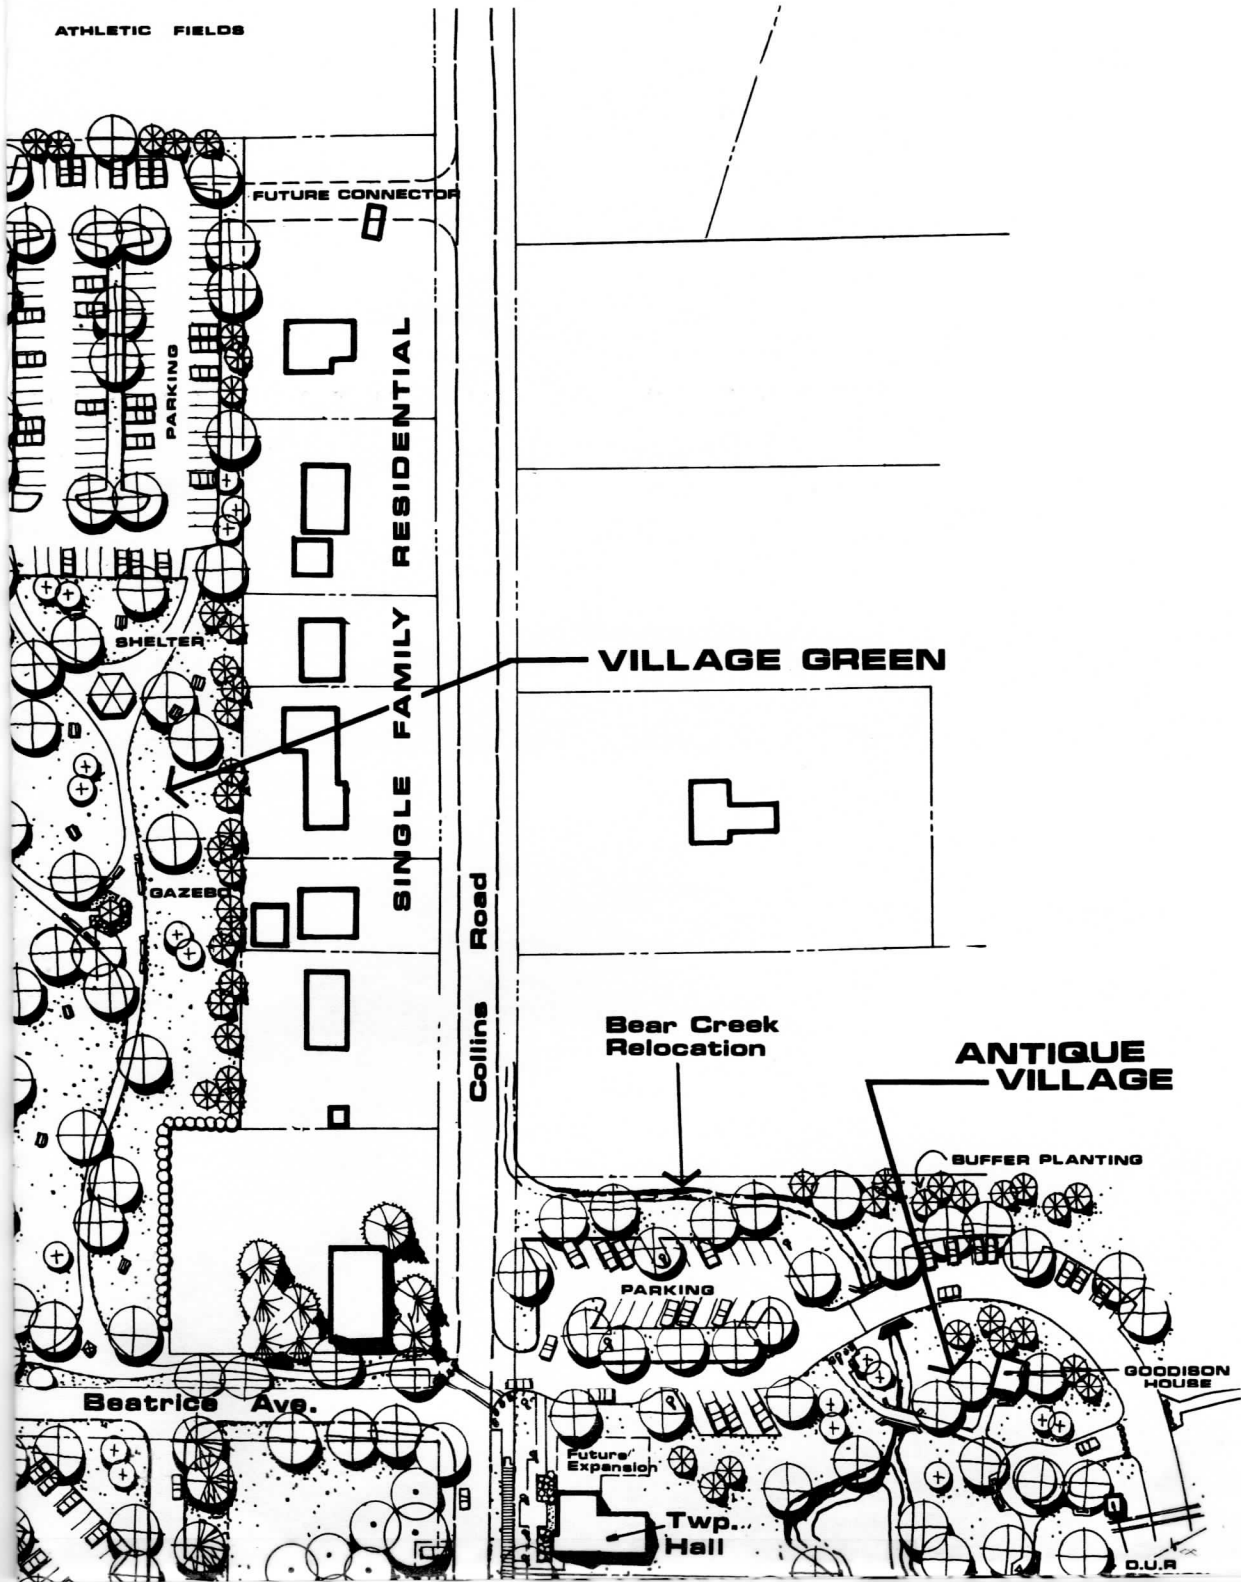 ATHLETIC FIELDS
FUTURE CONNECTOR
PARKING
SINGLE FAMILY RESIDENTIAL
SHELTER
VILLAGE GREEN
GAZEBO
Collins Road
Bear Creek
Relocation
ANTIQUE
VILLAGE
BUFFER PLANTING
PARKING
GOODISON
HOUSE
Beatrice Ave.
Future
Expansion
Twp.
Hall
O.U.R